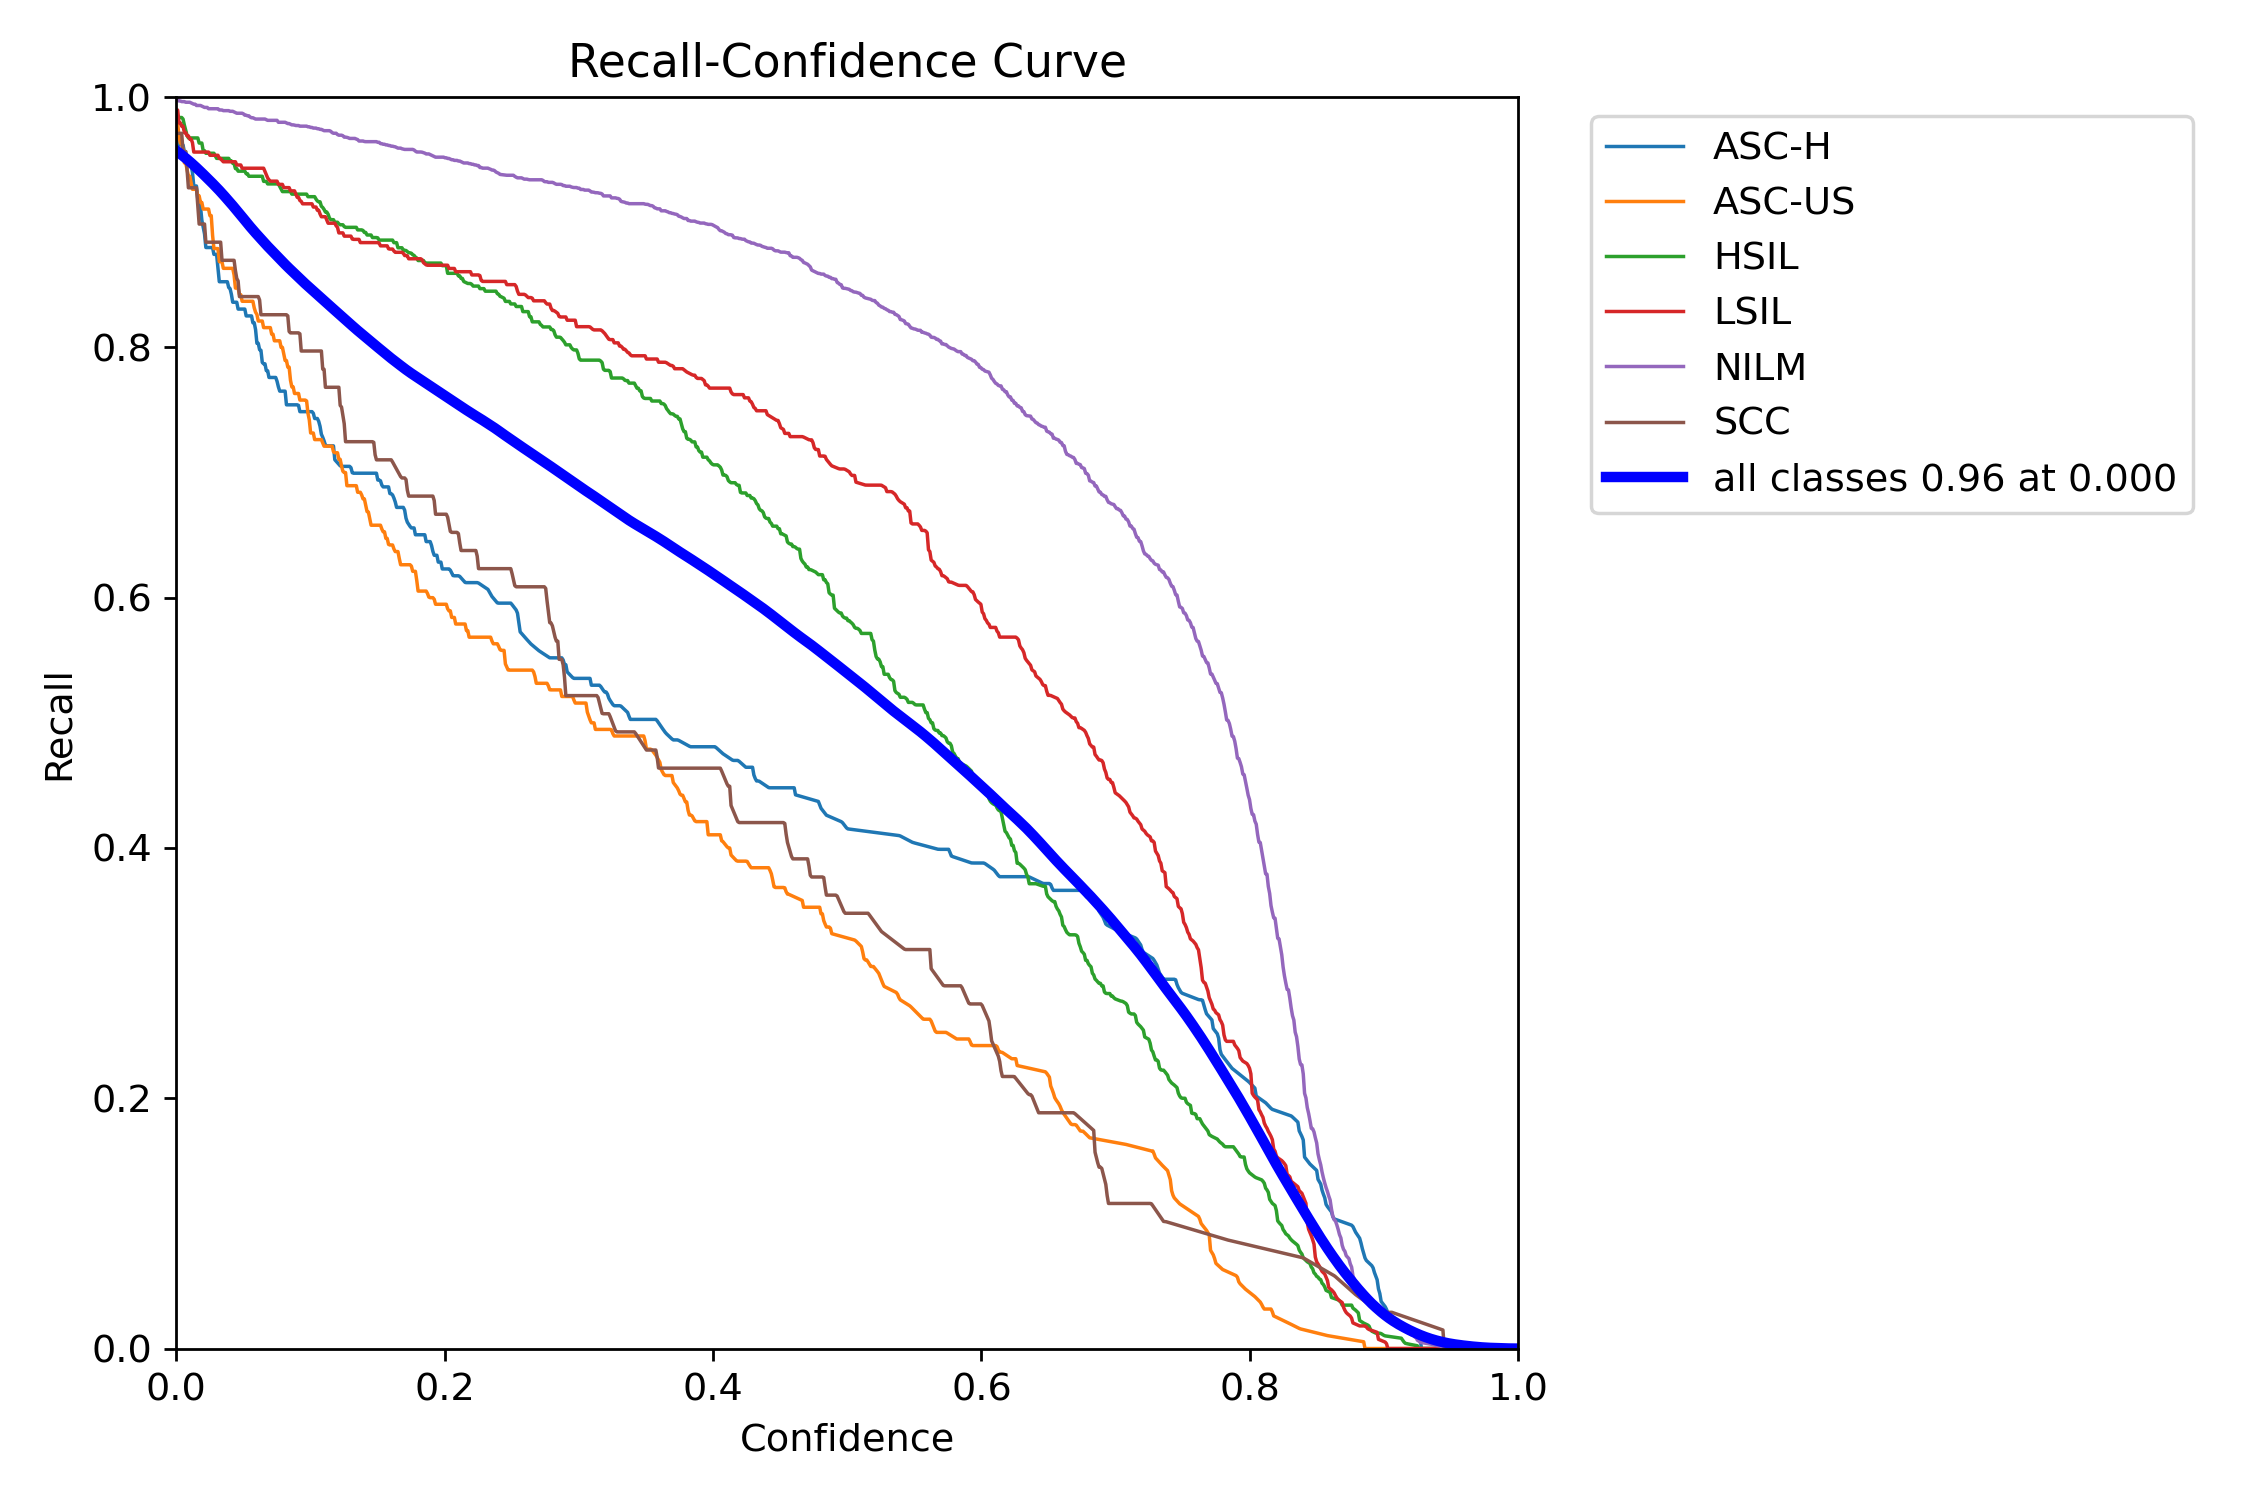 Recall-Confidence Curve
1.0
0.8
0.6
0.4
0.2
0.0
Recall
0.0 0.2 0.4 0.6 0.8 1.0
Confidence
ASC-H
ASC-US
HSIL
LSIL
NILM
SCC
all classes 0.96 at 0.000